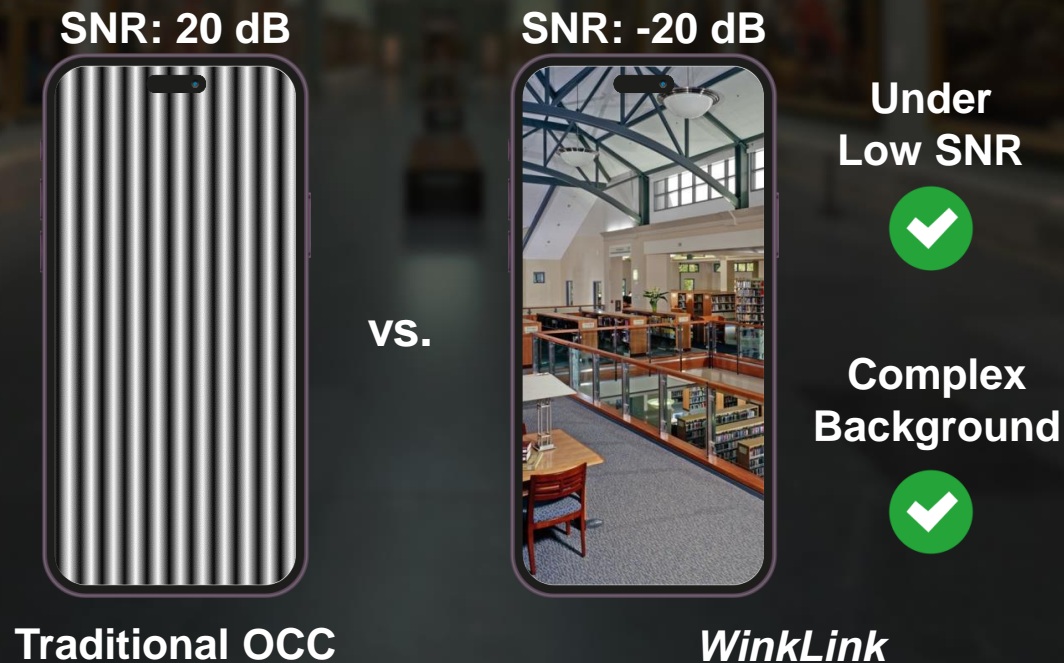 SNR: 20 dB
SNR: -20 dB
Under
Low SNR
vs.
Complex
Background
Traditional OCC
WinkLink